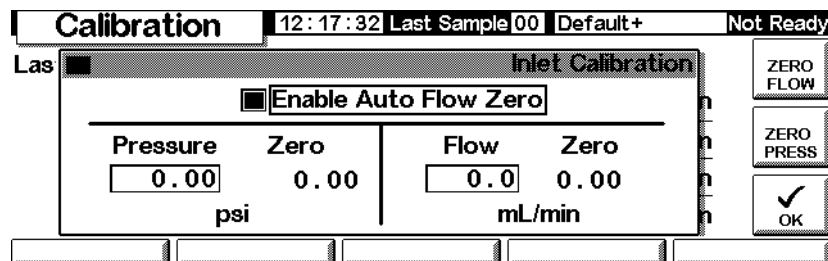 Calibration 12:17:32 Last Sample 00 Default+ Not Ready
Las
Inlet Calibration
ZERO
FLOW
Enable Auto Flow Zero
n
Pressure Zero Flow Zero
ZERO
PRESS
n
0.00 0.00 0.0 0.00
n
psi mL/min
n
OK